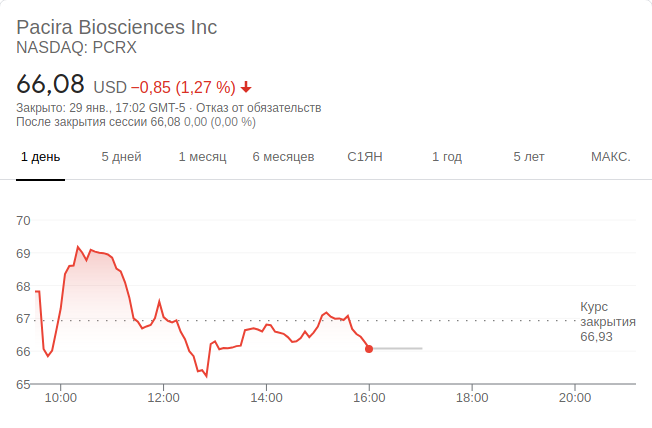 Pacira Biosciences Inc
NASDAQ: PCRX
66,08 USD −0,85 (1,27 %)
Закрыто: 29 янв., 17:02 GMT-5 · Отказ от обязательств
После закрытия сессии 66,08 0,00 (0,00 %)
1 день 5 дней 1 месяц 6 месяцев С1ЯН 1 год 5 лет МАКС.
70
69
68
67
66
65
Курс
закрытия
66,93
10:00 12:00 14:00 16:00 18:00 20:00